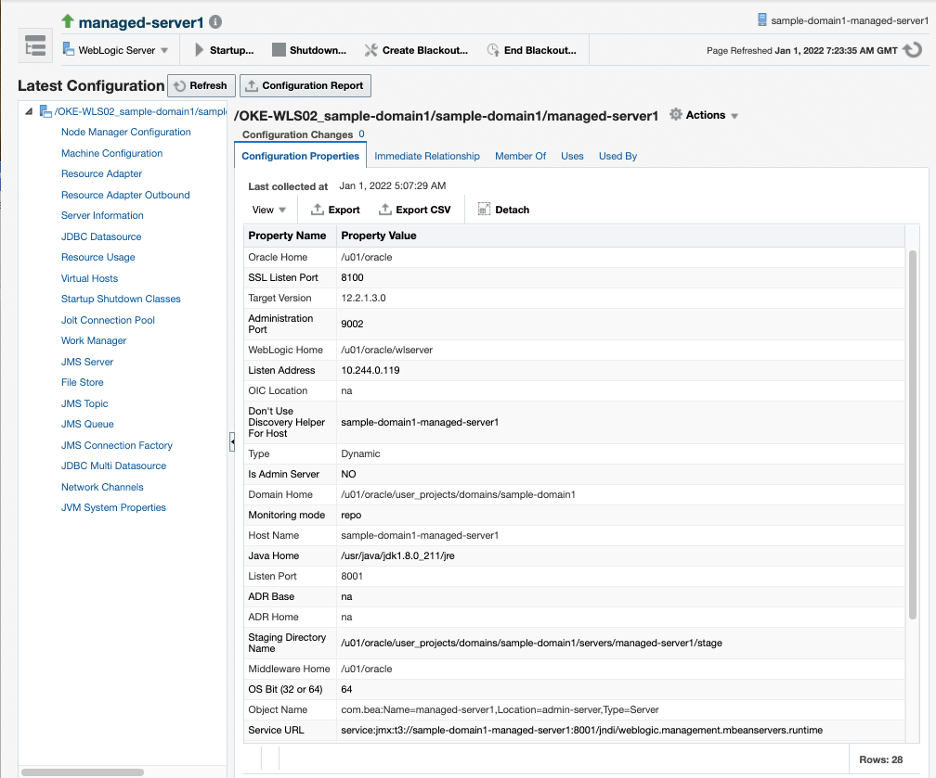 managed-server1
sample-domain1-managed-server1
WebLogic Server
Startup...
Shutdown...
Create Blackout...
End Blackout...
Page Refreshed Jan 1, 2022 7:23:35 AM GMT
Latest Configuration
Refresh
Configuration Report
/OKE-WLS02_sample-domain1/sampl
Node Manager Configuration
Machine Configuration
Resource Adapter
Resource Adapter Outbound
Server Information
JDBC Datasource
Resource Usage
Virtual Hosts
Startup Shutdown Classes
Jolt Connection Pool
Work Manager
JMS Server
File Store
JMS Topic
JMS Queue
JMS Connection Factory
JDBC Multi Datasource
Network Channels
JVM System Properties
/OKE-WLS02_sample-domain1/sample-domain1/managed-server1
Actions
Configuration Changes 0
Configuration Properties
Immediate Relationship
Member Of
Uses
Used By
Last collected at Jan 1, 2022 5:07:29 AM
View
Export
Export CSV
Detach
Property Name Property Value
Oracle Home /u01/oracle
SSL Listen Port 8100
Target Version 12.2.1.3.0
Administration
Port 9002
WebLogic Home /u01/oracle/wlserver
Listen Address 10.244.0.119
OIC Location na
Don't Use
Discovery Helper
For Host
sample-domain1-managed-server1
Type Dynamic
Is Admin Server NO
Domain Home /u01/oracle/user_projects/domains/sample-domain1
Monitoring mode repo
Host Name sample-domain1-managed-server1
Java Home /usr/java/jdk1.8.0_211/jre
Listen Port 8001
ADR Base na
ADR Home na
Staging Directory
Name /u01/oracle/user_projects/domains/sample-domain1/servers/managed-server1/stage
Middleware Home /u01/oracle
OS Bit (32 or 64) 64
Object Name com.bea:Name=managed-server1,Location=admin-server,Type=Server
Service URL service:jmx:t3://sample-domain1-managed-server1:8001/jndi/weblogic.management.mbeanservers.runtime
Rows: 28